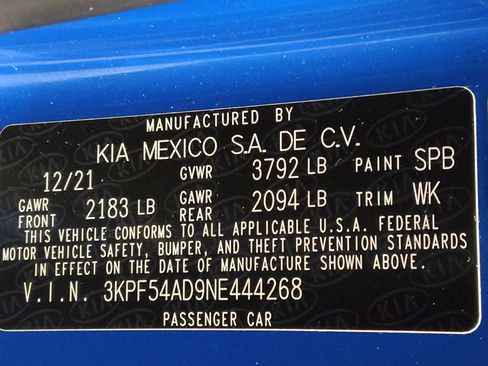 MANUFACTURED BY
KIA MEXICO S.A. DE C.V.
12/21 GVWR 3792 LB PAINT SPB
GAWR FRONT 2183 LB GAWR REAR 2094 LB TRIM WK
THIS VEHICLE CONFORMS TO ALL APPLICABLE U.S.A. FEDERAL
MOTOR VEHICLE SAFETY, BUMPER, AND THEFT PREVENTION STANDARDS
IN EFFECT ON THE DATE OF MANUFACTURE SHOWN ABOVE.
V.I.N. 3KPF54AD9NE444268
PASSENGER CAR